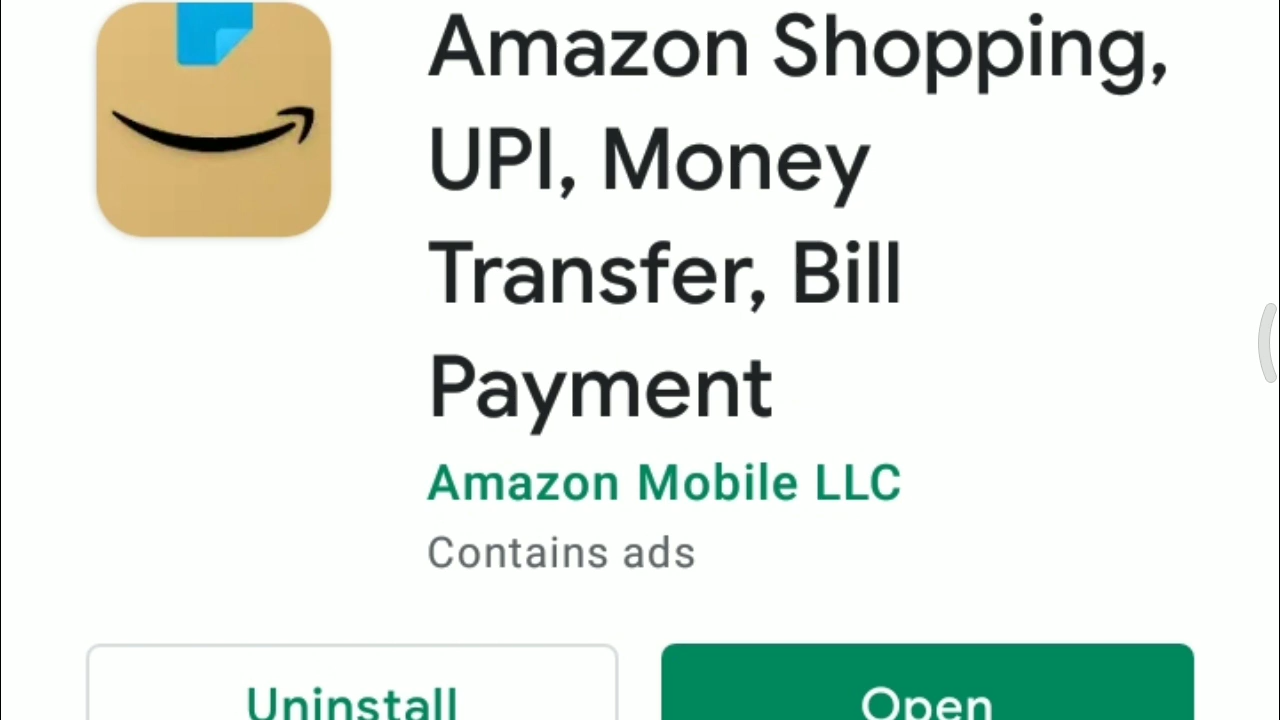 Amazon Shopping,
UPI, Money
Transfer, Bill
Payment
Amazon Mobile LLC
Contains ads
Uninstall
Open